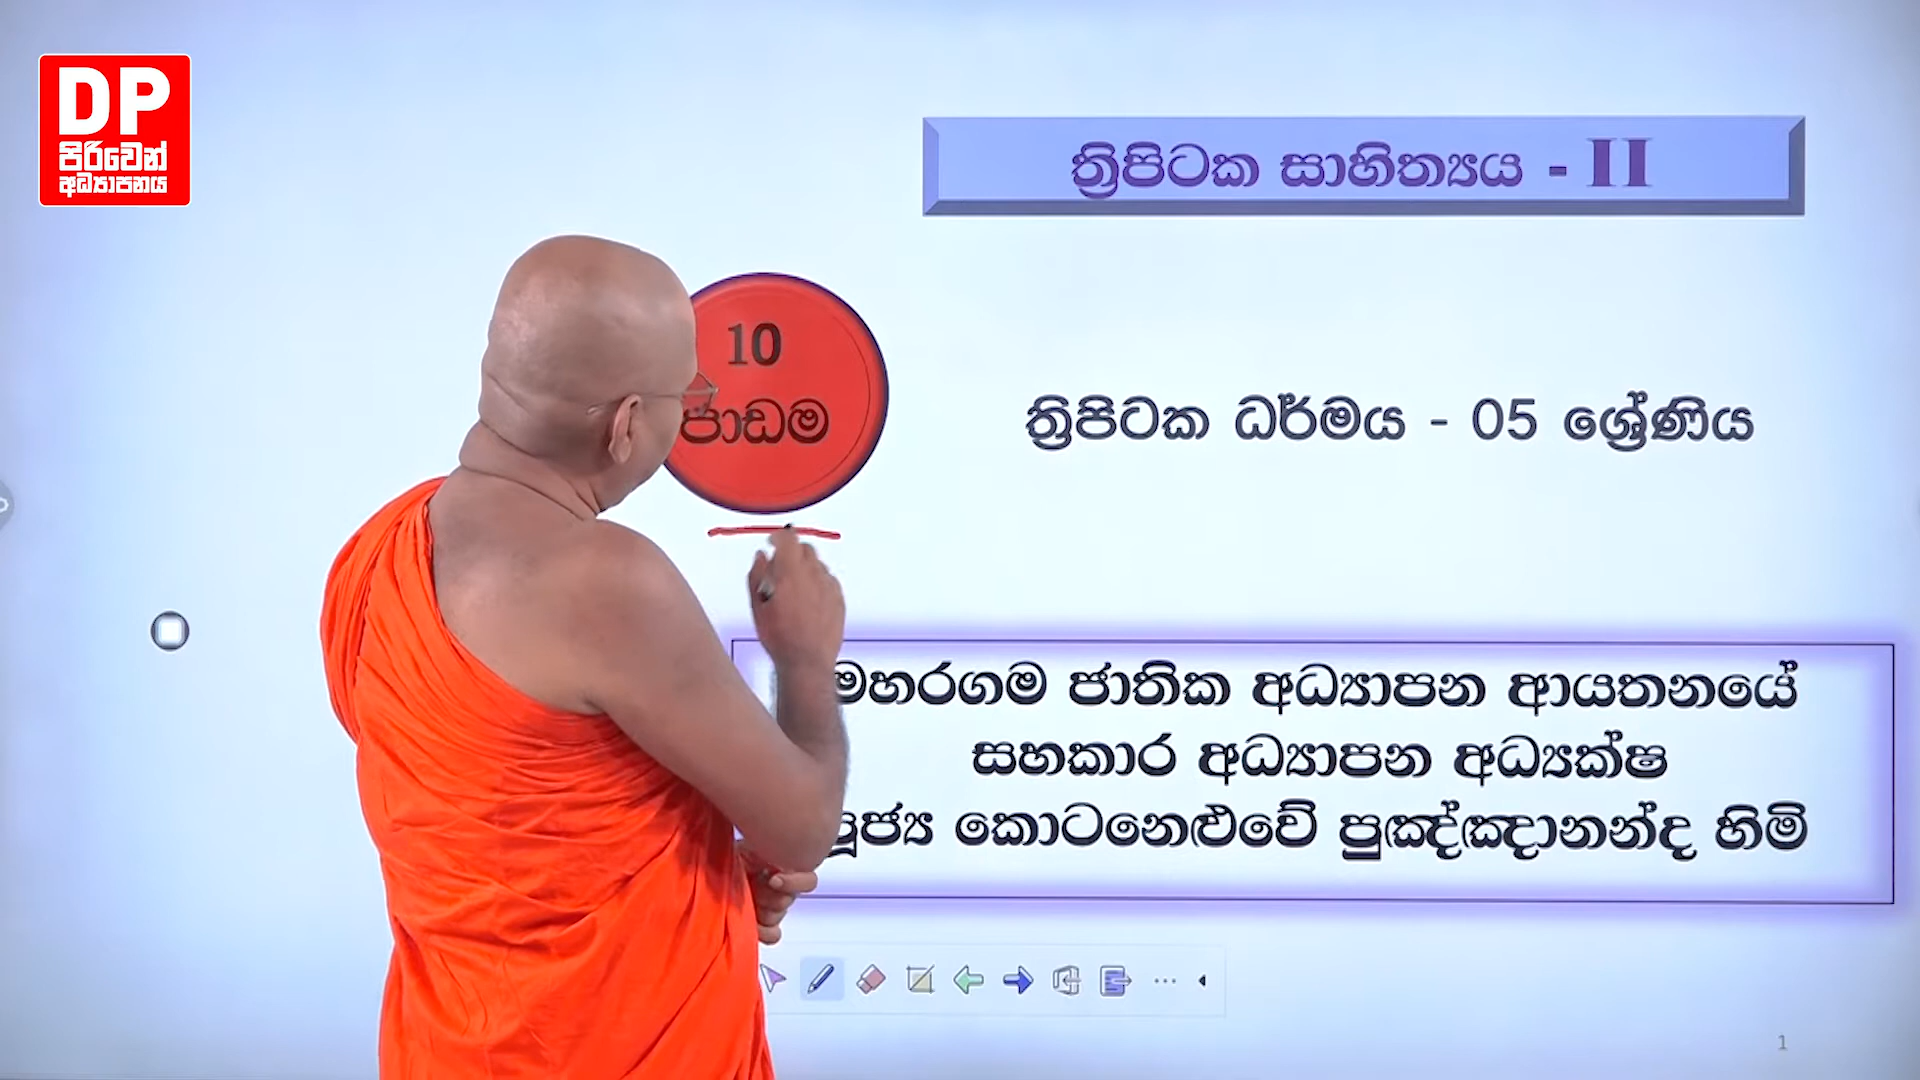 DP
පිරිවෙන්
අධ්‍යාපනය
ත්‍රිපිටක සාහිත්‍යය - II
10
පාඩම
ත්‍රිපිටක ධර්මය - 05 ශ්‍රේණිය
මහරගම ජාතික අධ්‍යාපන ආයතනයේ
සහකාර අධ්‍යාපන අධ්‍යක්ෂ
පූජ්‍ය කොටනෙළුවේ පුඤ්ඤානන්ද හිමි
1